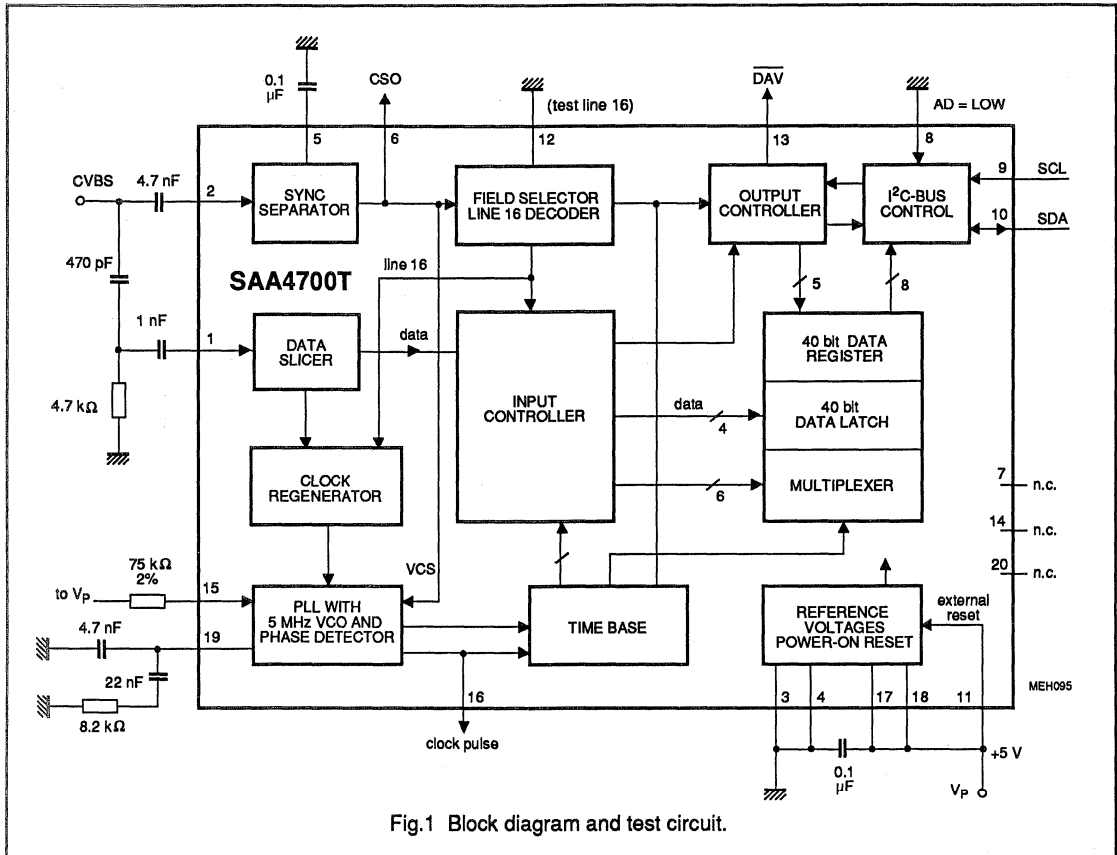 0.1
μF
CSO
(test line 16)
DAV
AD = LOW
5
6
12
13
8
CVBS
4.7 nF
2
SYNC
SEPARATOR
FIELD SELECTOR
LINE 16 DECODER
OUTPUT
CONTROLLER
I²C-BUS
CONTROL
9
SCL
10
SDA
470 pF
SAA4700T
line 16
5
8
1 nF
1
DATA
SLICER
data
INPUT
CONTROLLER
40 bit DATA
REGISTER
4.7 kΩ
data
4
40 bit
DATA LATCH
CLOCK
REGENERATOR
6
MULTIPLEXER
7
n.c.
14
n.c.
20
n.c.
75 kΩ
2%
to VP
15
VCS
PLL WITH
5 MHz VCO AND
PHASE DETECTOR
TIME BASE
REFERENCE
VOLTAGES
POWER-ON RESET
external
reset
4.7 nF
19
22 nF
8.2 kΩ
16
clock pulse
3
4
17
18
11
MEH095
+5 V
0.1
μF
VP
Fig.1 Block diagram and test circuit.